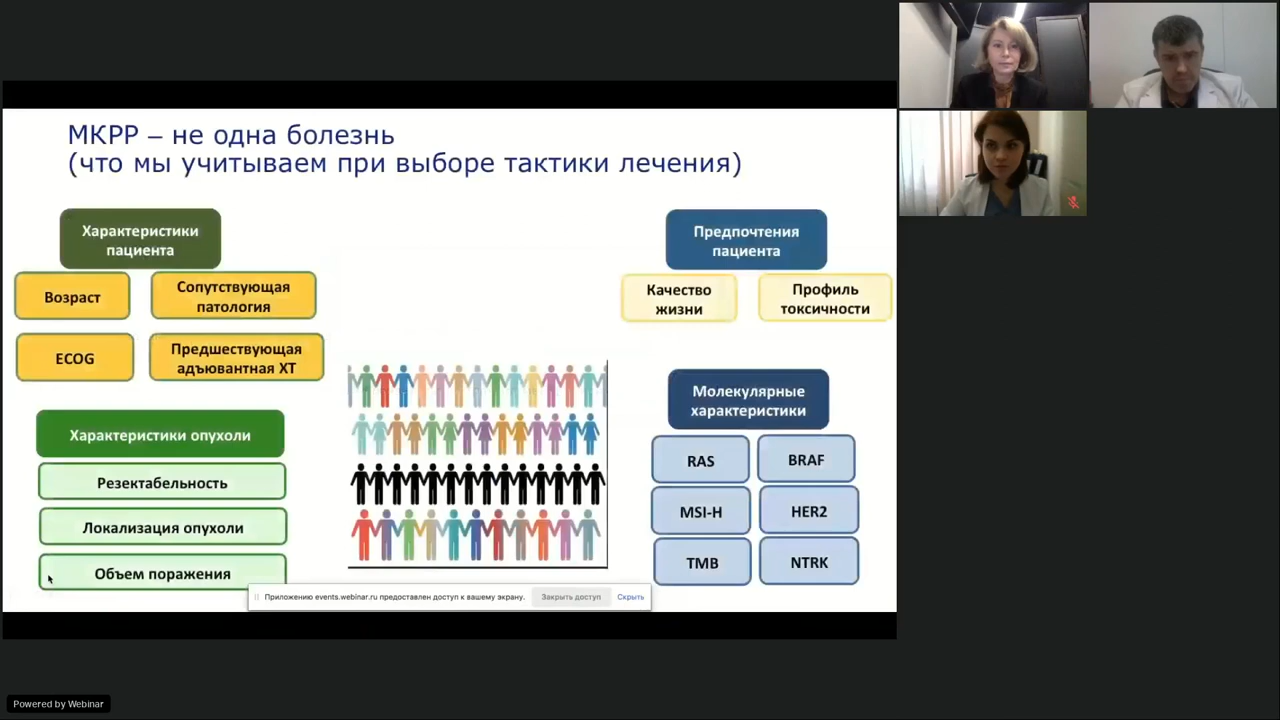 МКРР – не одна болезнь
(что мы учитываем при выборе тактики лечения)
Характеристики
пациента
Возраст
Сопутствующая
патология
ECOG
Предшествующая
адъювантная ХТ
Характеристики опухоли
Резектабельность
Локализация опухоли
Объем поражения
Предпочтения
пациента
Качество
жизни
Профиль
токсичности
Молекулярные
характеристики
RAS
BRAF
MSI-H
HER2
TMB
NTRK
Приложению events.webinar.ru предоставлен доступ к вашему экрану.
Закрыть доступ
Скрыть
Powered by Webinar